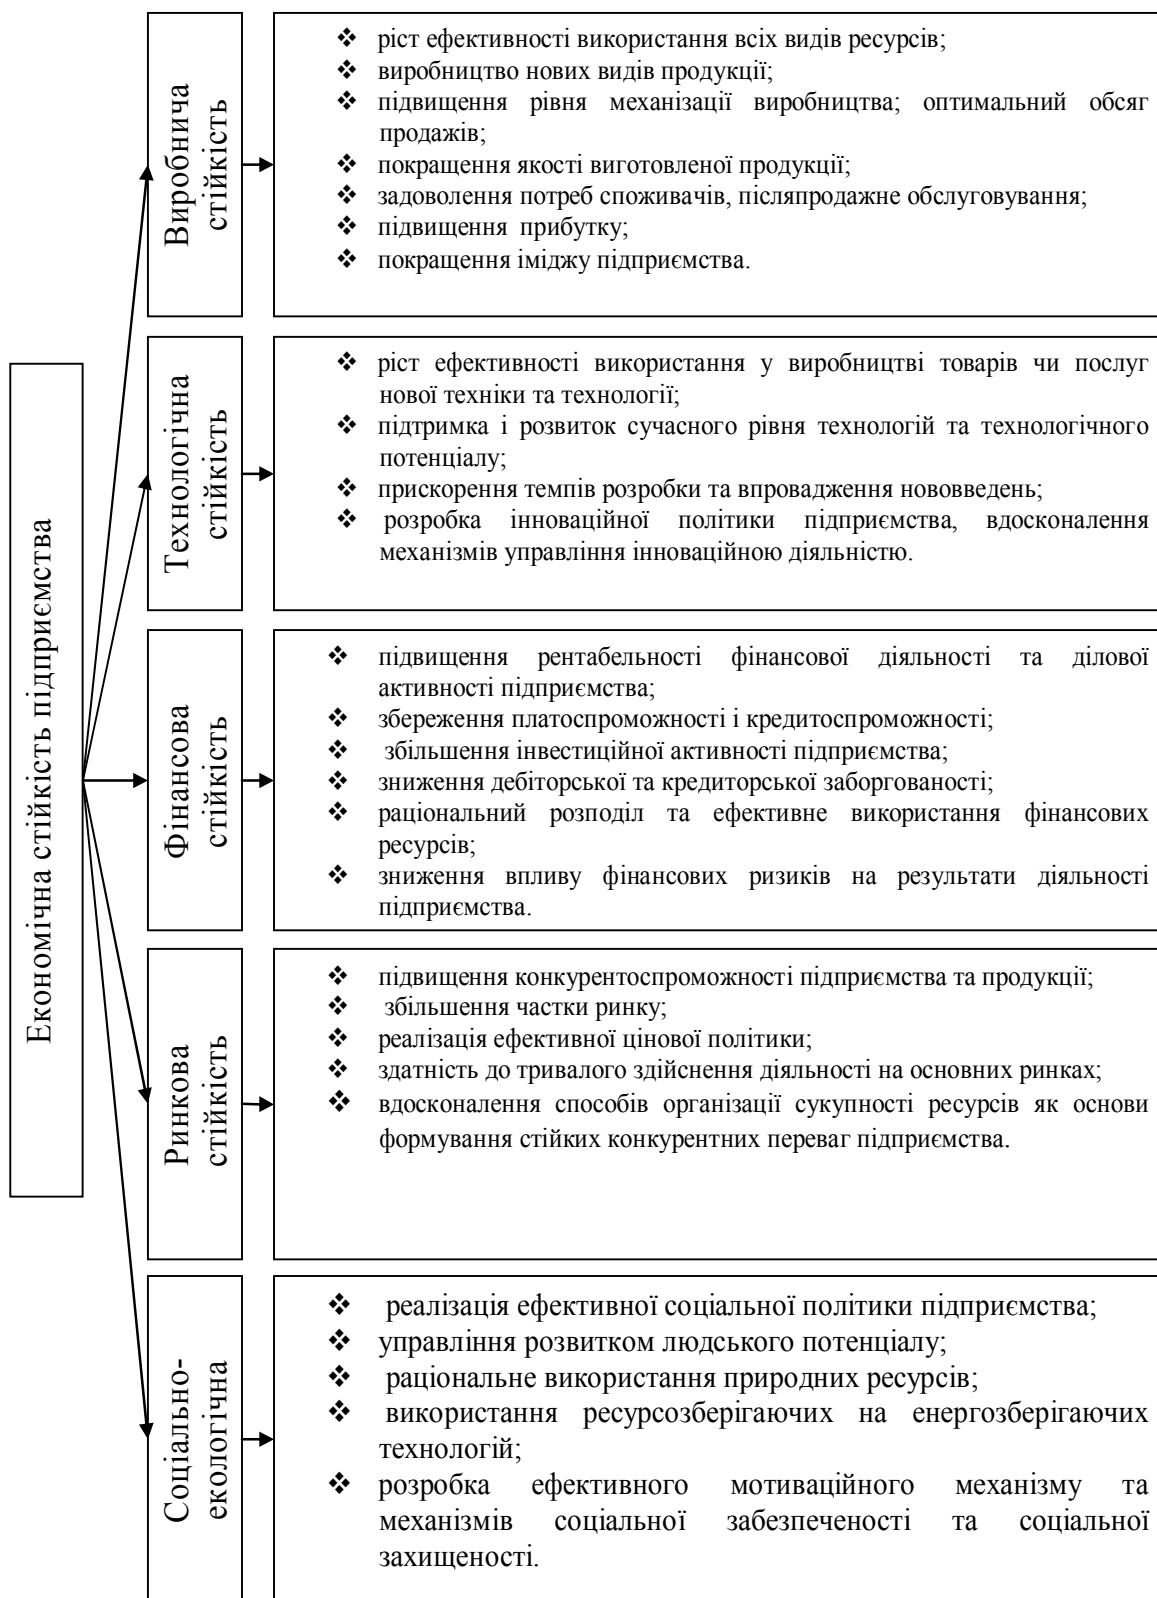 Економічна стійкість підприємства
Виробнича
стійкість
❖ ріст ефективності використання всіх видів ресурсів;
❖ виробництво нових видів продукції;
❖ підвищення рівня механізації виробництва; оптимальний обсяг
продажів;
❖ покращення якості виготовленої продукції;
❖ задоволення потреб споживачів, післяпродажне обслуговування;
❖ підвищення прибутку;
❖ покращення іміджу підприємства.
Технологічна
стійкість
❖ ріст ефективності використання у виробництві товарів чи послуг
нової техніки та технології;
❖ підтримка і розвиток сучасного рівня технологій та технологічного
потенціалу;
❖ прискорення темпів розробки та впровадження нововведень;
❖ розробка інноваційної політики підприємства, вдосконалення
механізмів управління інноваційною діяльністю.
Фінансова
стійкість
❖ підвищення рентабельності фінансової діяльності та ділової
активності підприємства;
❖ збереження платоспроможності і кредитоспроможності;
❖ збільшення інвестиційної активності підприємства;
❖ зниження дебіторської та кредиторської заборгованості;
❖ раціональний розподіл та ефективне використання фінансових
ресурсів;
❖ зниження впливу фінансових ризиків на результати діяльності
підприємства.
Ринкова
стійкість
❖ підвищення конкурентоспроможності підприємства та продукції;
❖ збільшення частки ринку;
❖ реалізація ефективної цінової політики;
❖ здатність до тривалого здійснення діяльності на основних ринках;
❖ вдосконалення способів організації сукупності ресурсів як основи
формування стійких конкурентних переваг підприємства.
Соціально-
екологічна
❖ реалізація ефективної соціальної політики підприємства;
❖ управління розвитком людського потенціалу;
❖ раціональне використання природних ресурсів;
❖ використання ресурсозберігаючих на енергозберігаючих
технологій;
❖ розробка ефективного мотиваційного механізму та
механізмів соціальної забезпеченості та соціальної
захищеності.